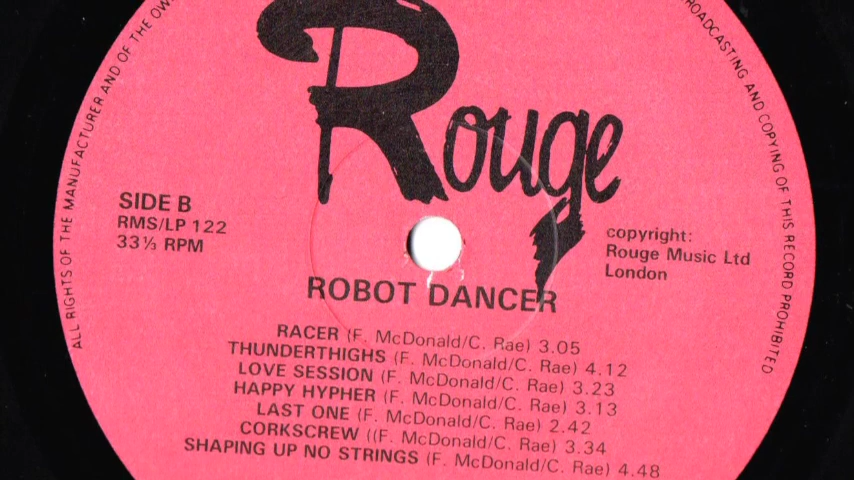 Rouge
ALL RIGHTS OF THE MANUFACTURER AND OF THE
ROADCASTING AND COPYING OF THIS RECORD PROHIBITED
SIDE B
RMS/LP 122
33⅓ RPM
copyright:
Rouge Music Ltd
London
ROBOT DANCER
RACER (F. McDonald/C. Rae) 3.05
THUNDERTHIGHS (F. McDonald/C. Rae) 4.12
LOVE SESSION (F. McDonald/C. Rae) 3.23
HAPPY HYPHER (F. McDonald/C. Rae) 3.13
LAST ONE (F. McDonald/C. Rae) 2.42
CORKSCREW ((F. McDonald/C. Rae) 3.34
SHAPING UP NO STRINGS (F. McDonald/C. Rae) 4.48